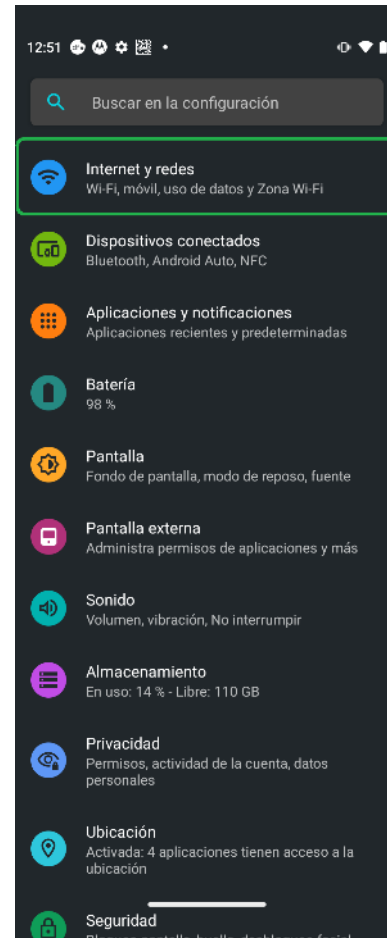 12:51
Buscar en la configuración
Internet y redes
Wi-Fi, móvil, uso de datos y Zona Wi-Fi
Dispositivos conectados
Bluetooth, Android Auto, NFC
Aplicaciones y notificaciones
Aplicaciones recientes y predeterminadas
Batería
98 %
Pantalla
Fondo de pantalla, modo de reposo, fuente
Pantalla externa
Administra permisos de aplicaciones y más
Sonido
Volumen, vibración, No interrumpir
Almacenamiento
En uso: 14 % - Libre: 110 GB
Privacidad
Permisos, actividad de la cuenta, datos
personales
Ubicación
Activada: 4 aplicaciones tienen acceso a la
ubicación
Seguridad